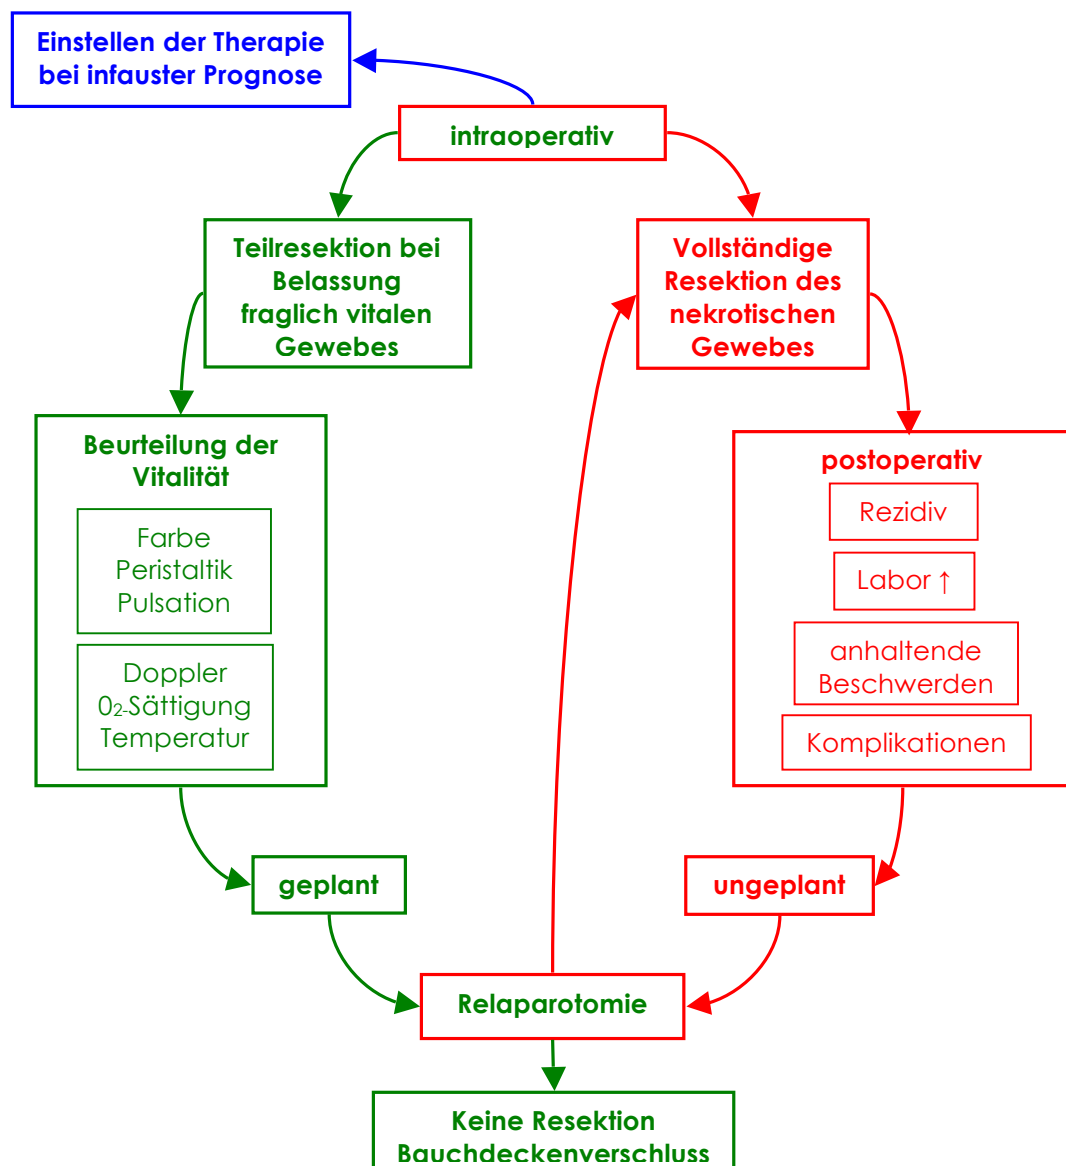 Einstellen der Therapie
bei infauster Prognose
intraoperativ
Teilresektion bei
Belassung
fraglich vitalen
Gewebes
Vollständige
Resektion des
nekrotischen
Gewebes
Beurteilung der
Vitalität
Farbe
Peristaltik
Pulsation
Doppler
0₂-Sättigung
Temperatur
postoperativ
Rezidiv
Labor ↑
anhaltende
Beschwerden
Komplikationen
geplant
ungeplant
Relaparotomie
Keine Resektion
Bauchdeckenverschluss